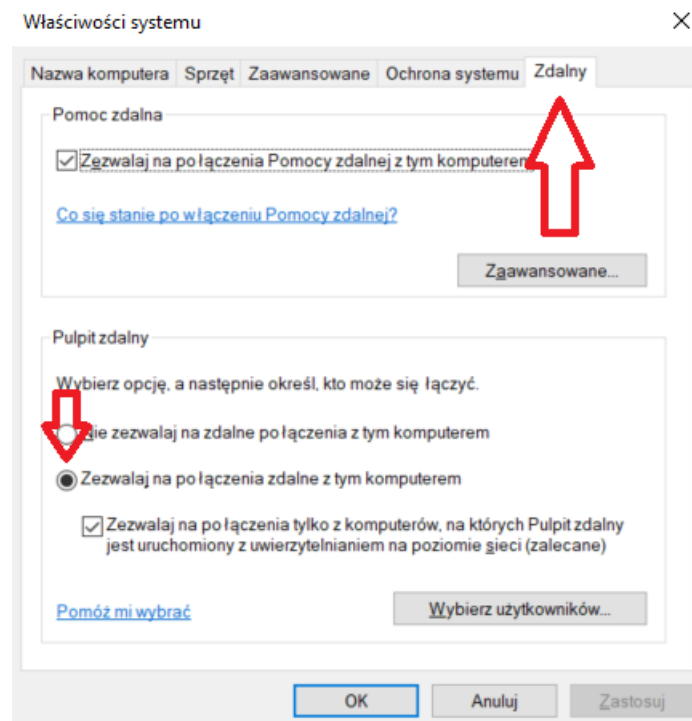 Właściwości systemu
Nazwa komputera Sprzęt Zaawansowane Ochrona systemu Zdalny
Pomoc zdalna
Zezwalaj na połączenia Pomocy zdalnej z tym komputerem
Co się stanie po włączeniu Pomocy zdalnej?
Zaawansowane...
Pulpit zdalny
Wybierz opcję, a następnie określ, kto może się łączyć.
Nie zezwalaj na zdalne połączenia z tym komputerem
Zezwalaj na połączenia zdalne z tym komputerem
Zezwalaj na połączenia tylko z komputerów, na których Pulpit zdalny
jest uruchomiony z uwierzytelnianiem na poziomie sieci (zalecane)
Pomóż mi wybrać
Wybierz użytkowników...
OK Anuluj Zastosuj